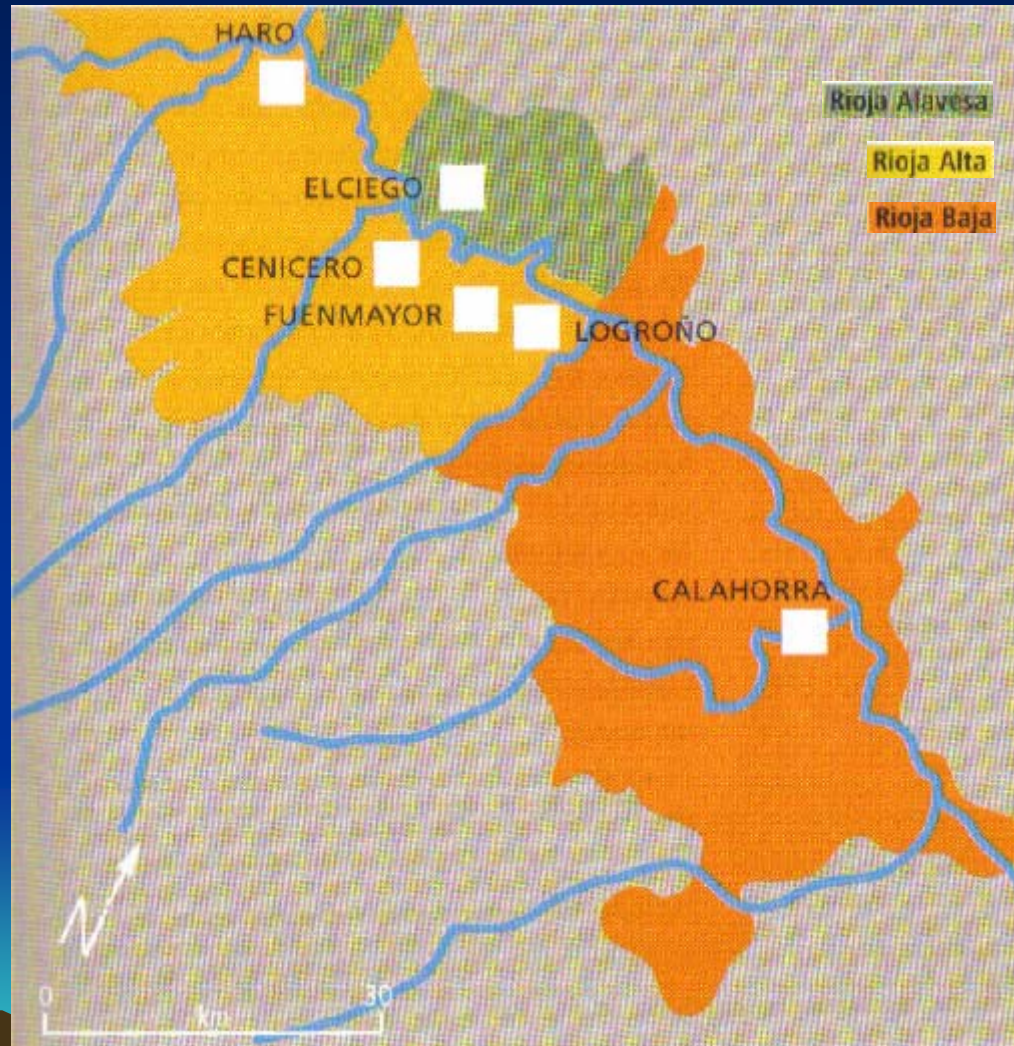 HARO
Rioja Alavesa
Rioja Alta
ELCIEGO
Rioja Baja
CENICERO
FUENMAYOR
LOGROÑO
CALAHORRA
N
0 30
km